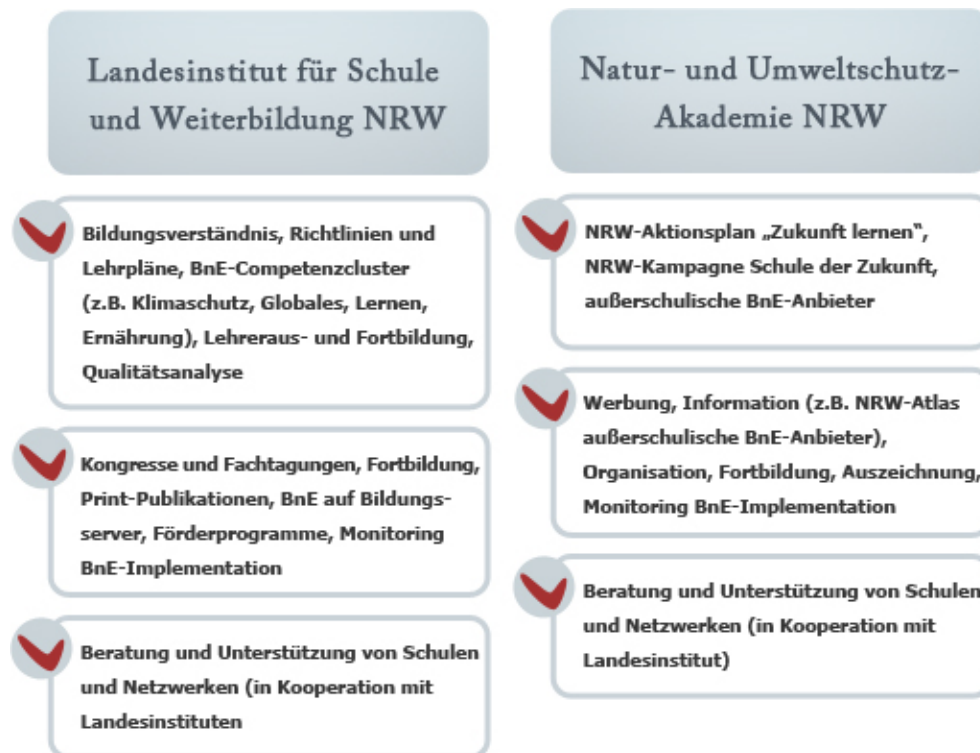 Landesinstitut für Schule
und Weiterbildung NRW
Bildungsverständnis, Richtlinien und
Lehrpläne, BnE-Competenzcluster
(z.B. Klimaschutz, Globales, Lernen,
Ernährung), Lehreraus- und Fortbildung,
Qualitätsanalyse
Kongresse und Fachtagungen, Fortbildung,
Print-Publikationen, BnE auf Bildungs-
server, Förderprogramme, Monitoring
BnE-Implementation
Beratung und Unterstützung von Schulen
und Netzwerken (in Kooperation mit
Landesinstituten
Natur- und Umweltschutz-
Akademie NRW
NRW-Aktionsplan „Zukunft lernen“,
NRW-Kampagne Schule der Zukunft,
außerschulische BnE-Anbieter
Werbung, Information (z.B. NRW-Atlas
außerschulische BnE-Anbieter),
Organisation, Fortbildung, Auszeichnung,
Monitoring BnE-Implementation
Beratung und Unterstützung von Schulen
und Netzwerken (in Kooperation mit
Landesinstitut)